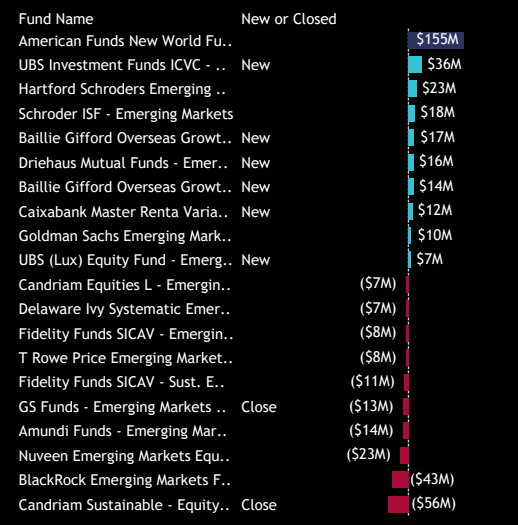 Fund Name New or Closed
American Funds New World Fu.. $155M
UBS Investment Funds ICVC - .. New $36M
Hartford Schroders Emerging .. $23M
Schroder ISF - Emerging Markets $18M
Baillie Gifford Overseas Growt.. New $17M
Driehaus Mutual Funds - Emer.. New $16M
Baillie Gifford Overseas Growt.. New $14M
Caixabank Master Renta Varia.. New $12M
Goldman Sachs Emerging Mark.. $10M
UBS (Lux) Equity Fund - Emerg.. New $7M
Candriam Equities L - Emergin.. ($7M)
Delaware Ivy Systematic Emer.. ($7M)
Fidelity Funds SICAV - Emergin.. ($8M)
T Rowe Price Emerging Market.. ($8M)
Fidelity Funds SICAV - Sust. E.. ($11M)
GS Funds - Emerging Markets .. Close ($13M)
Amundi Funds - Emerging Mar.. ($14M)
Nuveen Emerging Markets Equ.. ($23M)
BlackRock Emerging Markets F.. ($43M)
Candriam Sustainable - Equity.. Close ($56M)